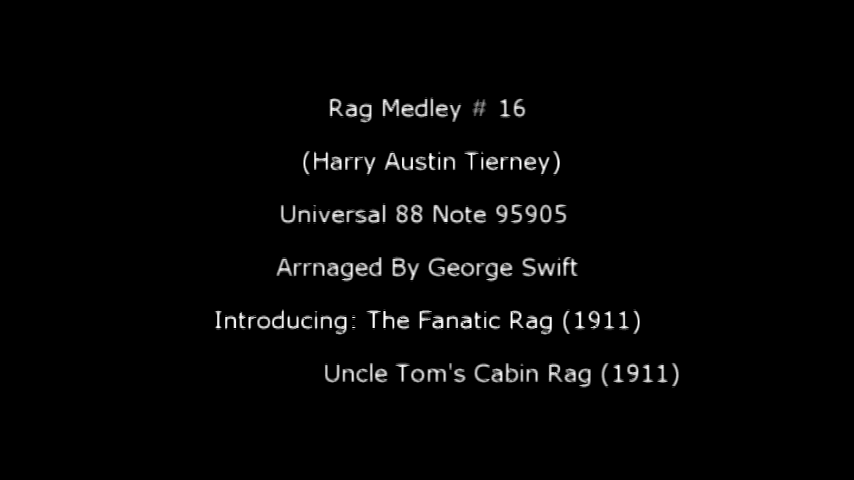 Rag Medley # 16
(Harry Austin Tierney)
Universal 88 Note 95905
Arrnaged By George Swift
Introducing: The Fanatic Rag (1911)
Uncle Tom's Cabin Rag (1911)